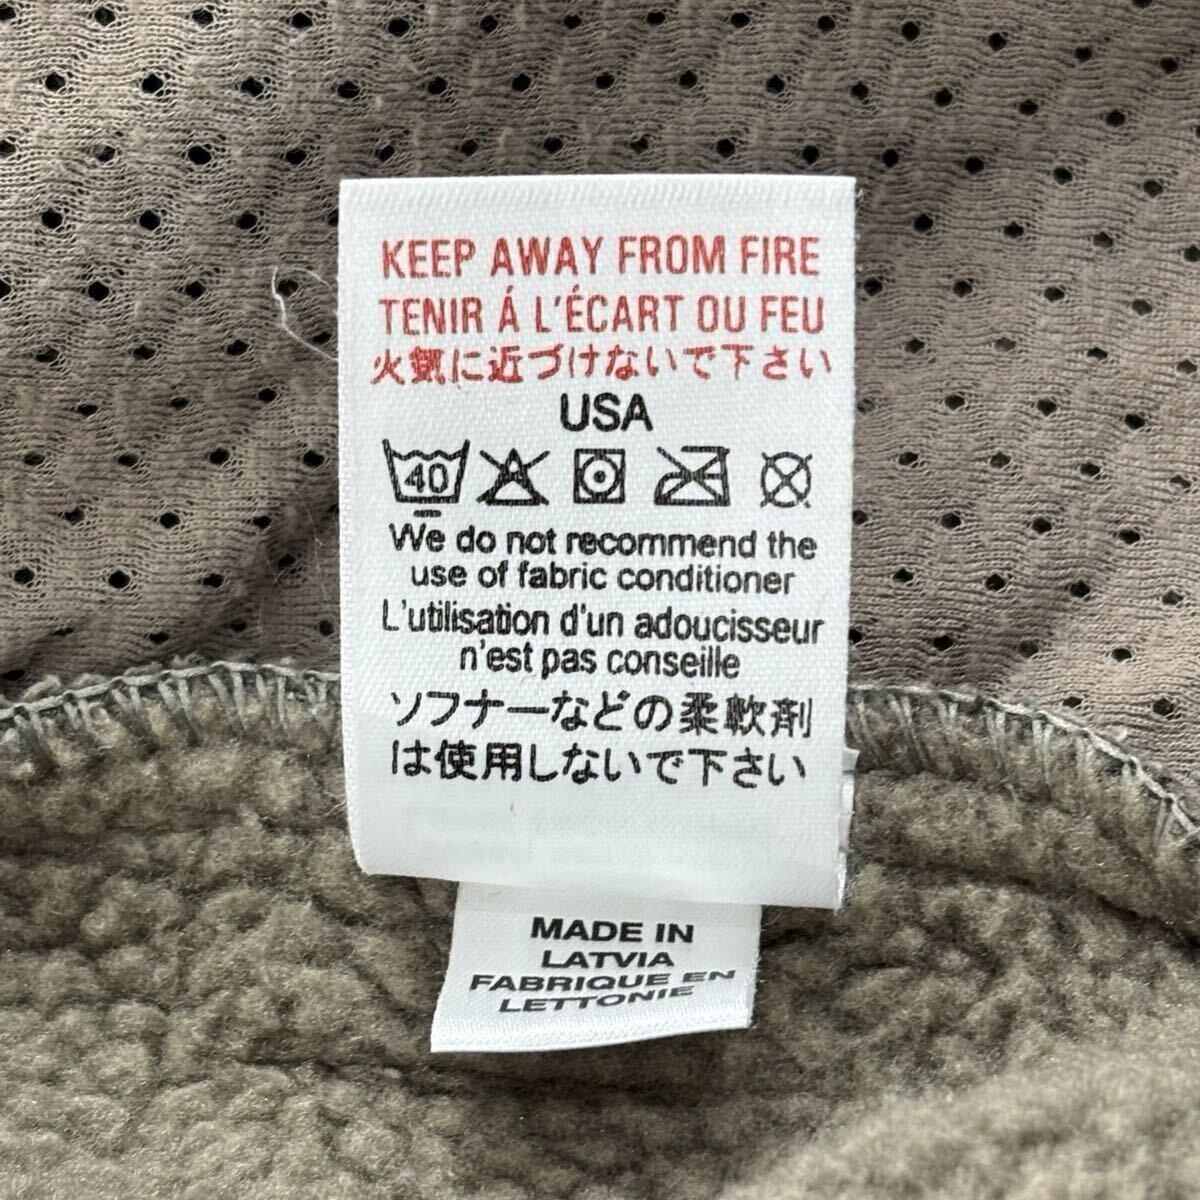 KEEP AWAY FROM FIRE
TENIR Á L'ÉCART OU FEU
火気に近づけないで下さい
USA
40
We do not recommend the
use of fabric conditioner
L'utilisation d'un adoucisseur
n'est pas conseille
ソフナーなどの柔軟剤
は使用しないで下さい
MADE IN
LATVIA
FABRIQUE EN
LETTONIE